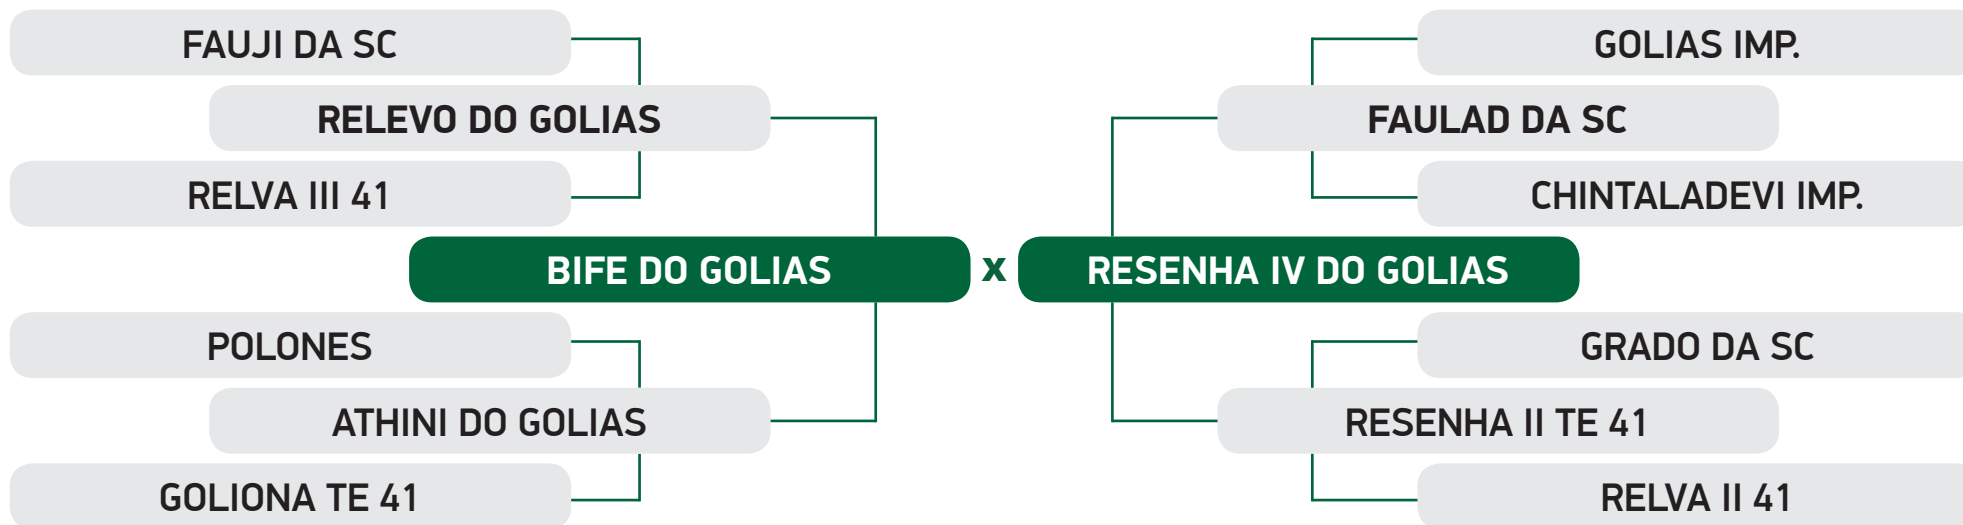 FAUJI DA SC
GOLIAS IMP.
RELEVO DO GOLIAS
FAULAD DA SC
RELVA III 41
CHINTALADEVI IMP.
BIFE DO GOLIAS x RESENHA IV DO GOLIAS
POLONES
GRADO DA SC
ATHINI DO GOLIAS
RESENHA II TE 41
GOLIONA TE 41
RELVA II 41